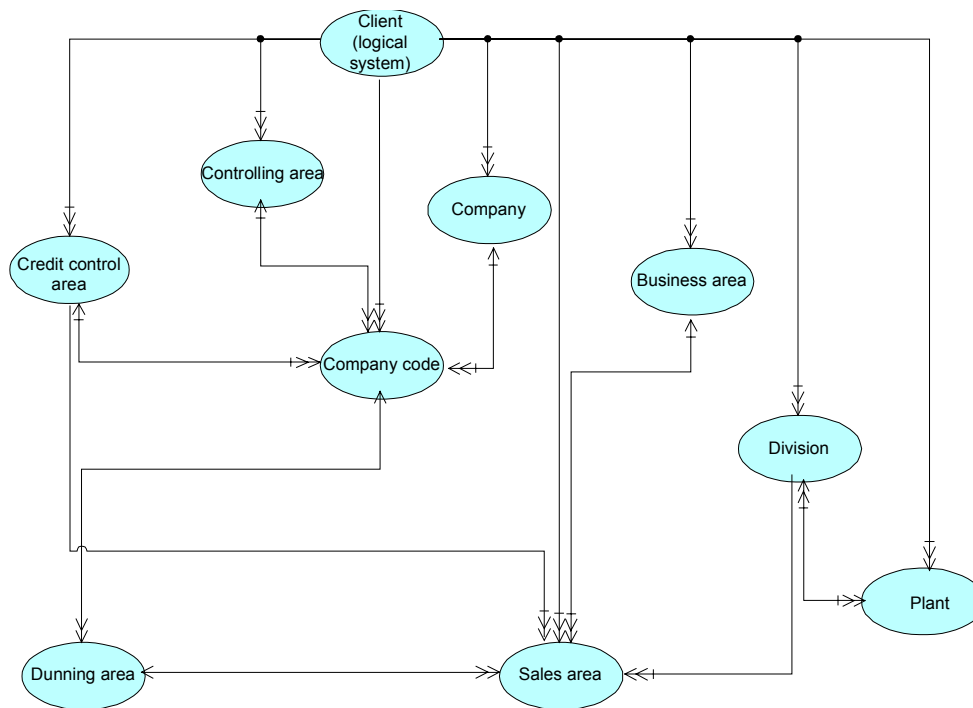 Client
(logical
system)
Controlling area
Company
Credit control
area
Business area
Company code
Division
Plant
Dunning area
Sales area